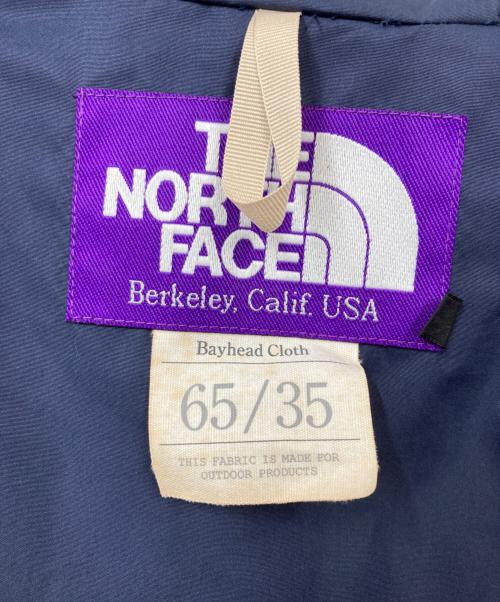 THE
NORTH
FACE
Berkeley, Calif. USA
Bayhead Cloth
65/35
THIS FABRIC IS MADE FOR
OUTDOOR PRODUCTS